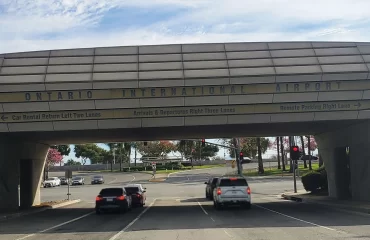 ONTARIO INTERNATIONAL AIRPORT
Car Rental Return Left Two Lanes
Arrivals & Departures Right Three Lanes
Remote Parking Right Lane